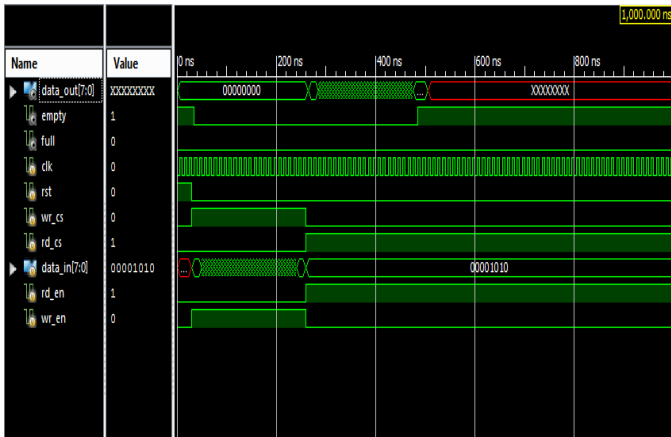 1,000.000 ns
Name Value 0 ns 200 ns 400 ns 600 ns 800 ns
data_out[7:0] XXXXXXXX 00000000 ... XXXXXXXX
empty 1
full 0
clk 0
rst 0
wr_cs 0
rd_cs 1
data_in[7:0] 00001010 ... 00001010
rd_en 1
wr_en 0